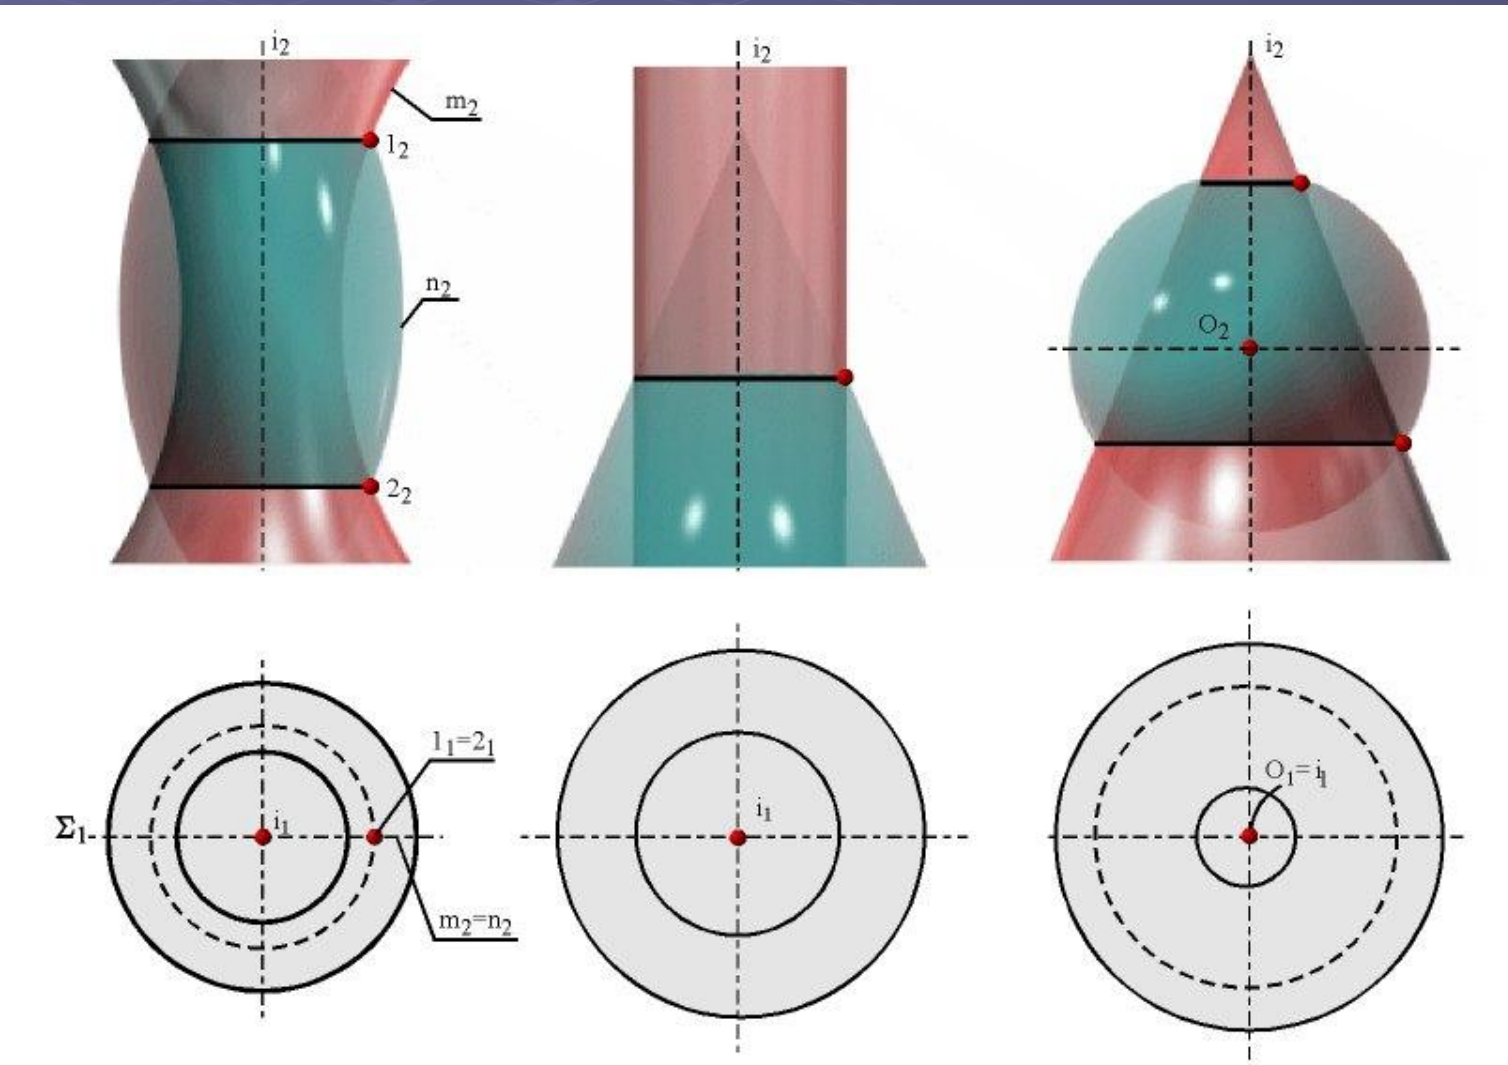 i₂
m₂
1₂
n₂
2₂
i₂
i₂
O₂
1₁=2₁
Σ₁
i₁
m₂=n₂
i₁
O₁=i₁